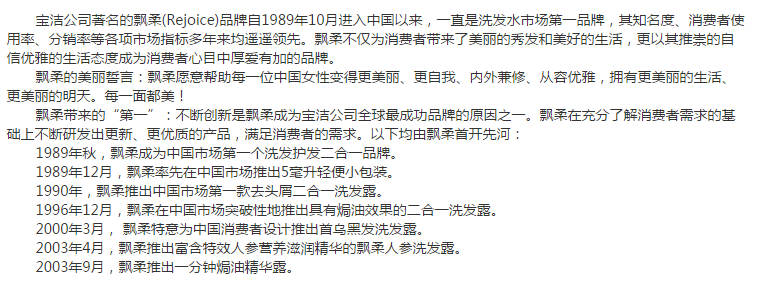 宝洁公司著名的飘柔(Rejoice)品牌自1989年10月进入中国以来，一直是洗发水市场第一品牌，其知名度、消费者使
用率、分销率等各项市场指标多年来均遥遥领先。飘柔不仅为消费者带来了美丽的秀发和美好的生活，更以其推崇的自
信优雅的生活态度成为消费者心目中厚爱有加的品牌。
飘柔的美丽誓言：飘柔愿意帮助每一位中国女性变得更美丽、更自我、内外兼修、从容优雅，拥有更美丽的生活、
更美丽的明天。每一面都美！
飘柔带来的“第一”：不断创新是飘柔成为宝洁公司全球最成功品牌的原因之一。飘柔在充分了解消费者需求的基
础上不断研发出更新、更优质的产品，满足消费者的需求。以下均由飘柔首开先河：
1989年秋，飘柔成为中国市场第一个洗发护发二合一品牌。
1989年12月，飘柔率先在中国市场推出5毫升轻便小包装。
1990年，飘柔推出中国市场第一款去头屑二合一洗发露。
1996年12月，飘柔在中国市场突破性地推出具有焗油效果的二合一洗发露。
2000年3月， 飘柔特意为中国消费者设计推出首乌黑发洗发露。
2003年4月，飘柔推出富含特效人参营养滋润精华的飘柔人参洗发露。
2003年9月，飘柔推出一分钟焗油精华露。